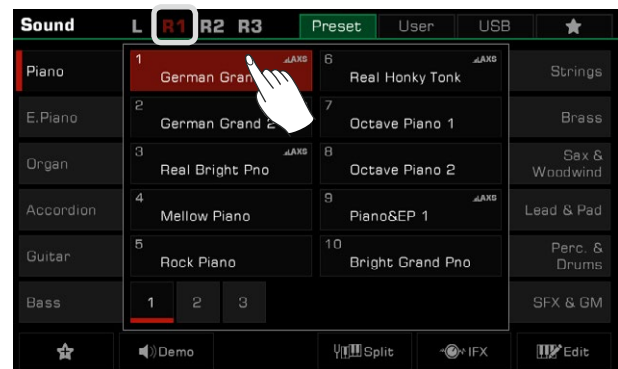 Sound L R1 R2 R3 Preset User USB
Piano
E.Piano
Organ
Accordion
Guitar
Bass
1 AXS
German Gran
2
German Grand 2
3 AXS
Real Bright Pno
4
Mellow Piano
5
Rock Piano
6 AXS
Real Honky Tonk
7
Octave Piano 1
8
Octave Piano 2
9 AXS
Piano&EP 1
10
Bright Grand Pno
1 2 3
Strings
Brass
Sax &
Woodwind
Lead & Pad
Perc. &
Drums
SFX & GM
Demo Split IFX Edit